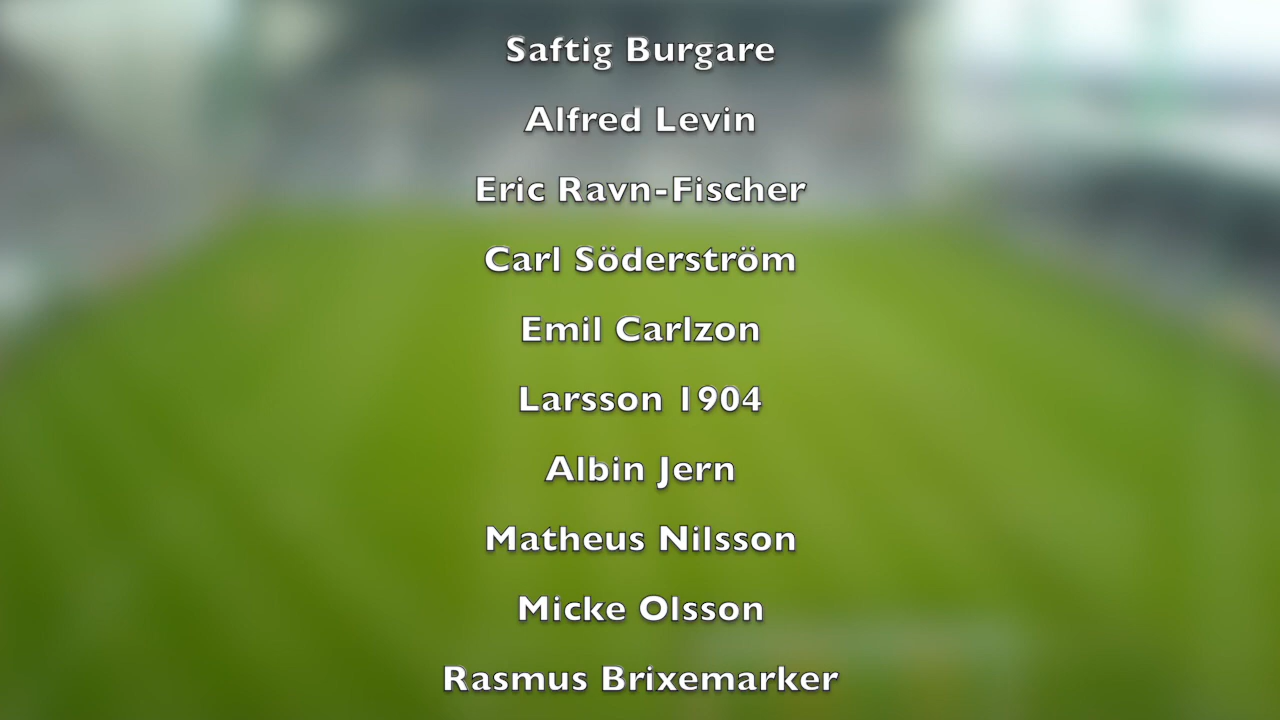 Saftig Burgare
Alfred Levin
Eric Ravn-Fischer
Carl Söderström
Emil Carlzon
Larsson 1904
Albin Jern
Matheus Nilsson
Micke Olsson
Rasmus Brixemarker